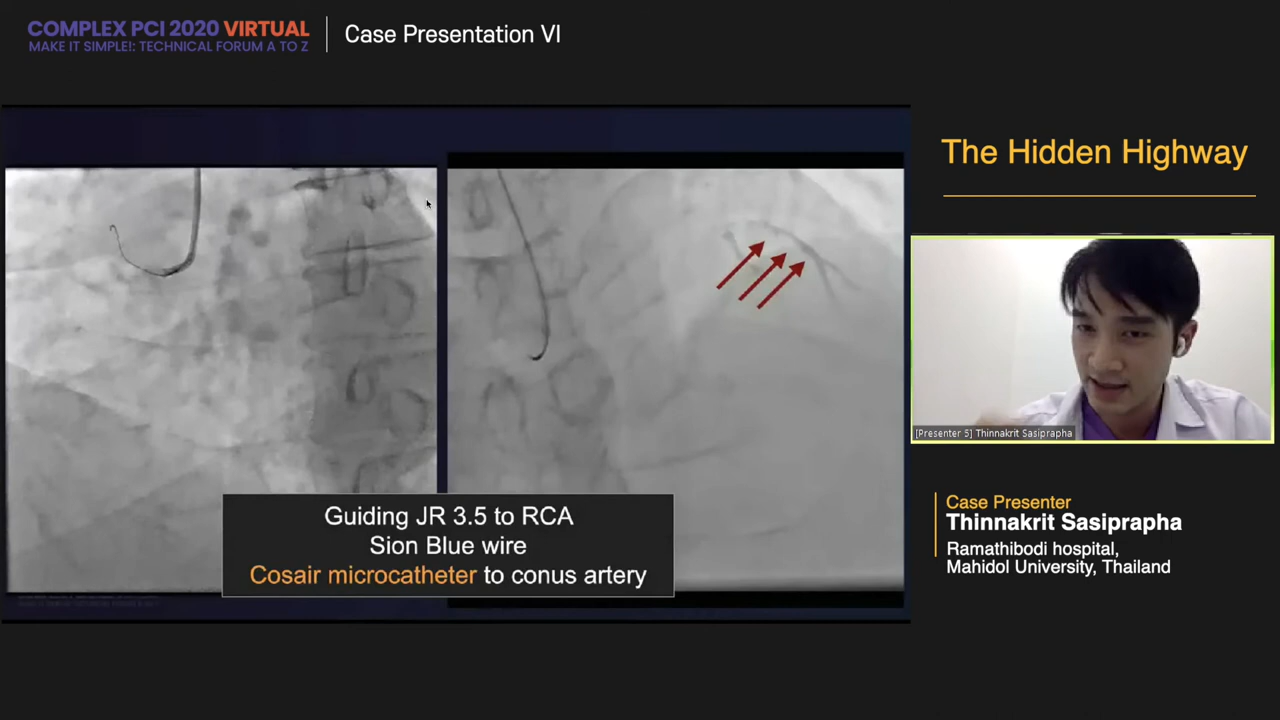 COMPLEX PCI 2020 VIRTUAL
MAKE IT SIMPLE!: TECHNICAL FORUM A TO Z
Case Presentation VI
The Hidden Highway
Guiding JR 3.5 to RCA
Sion Blue wire
Cosair microcatheter to conus artery
[Presenter 5] Thinnakrit Sasiprapha
Case Presenter
Thinnakrit Sasiprapha
Ramathibodi hospital,
Mahidol University, Thailand